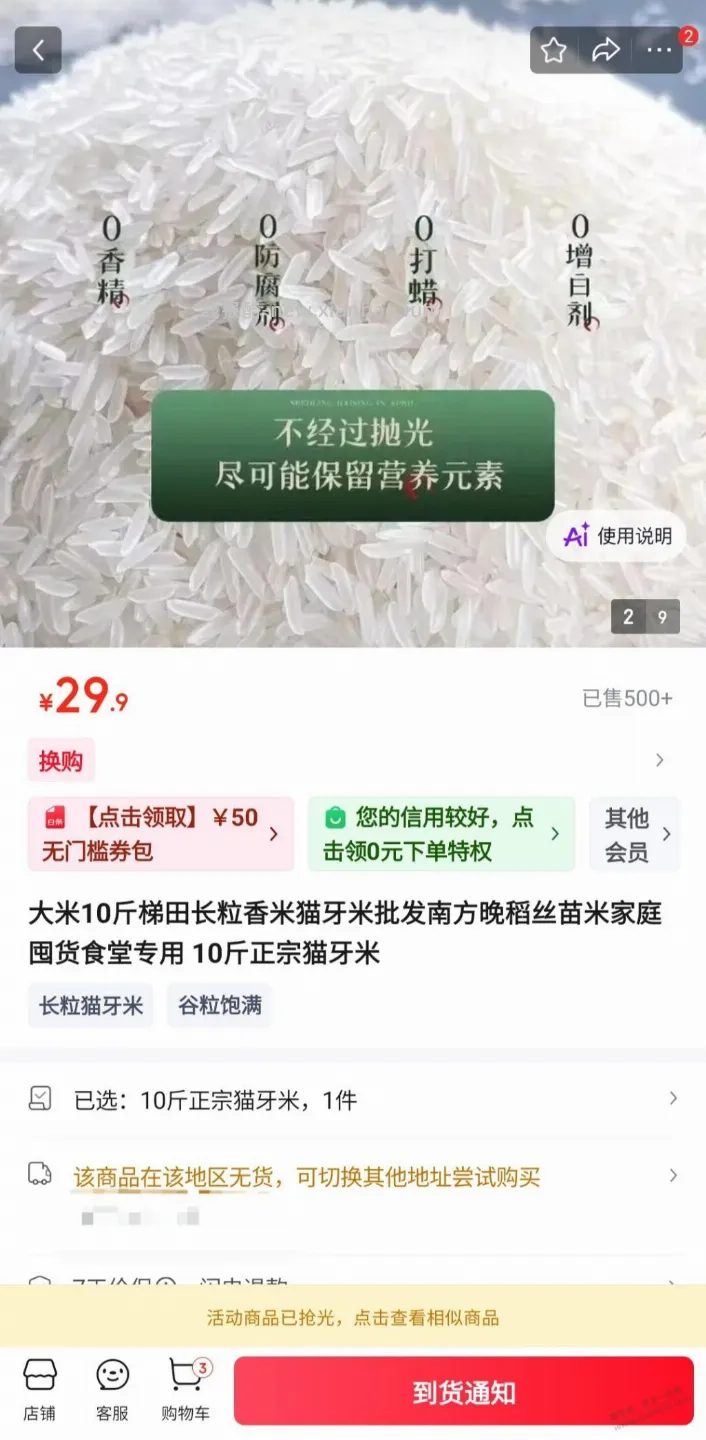 2
0香精
0防腐剂
0打蜡
0增白剂
SEEDLING RAISING IN APRIL
不经过抛光
尽可能保留营养元素
Ai 使用说明
2 9
¥29.9
已售500+
换购
【点击领取】¥50
无门槛券包
您的信用较好，点
击领0元下单特权
其他
会员
大米10斤梯田长粒香米猫牙米批发南方晚稻丝苗米家庭
囤货食堂专用 10斤正宗猫牙米
长粒猫牙米
谷粒饱满
已选：10斤正宗猫牙米，1件
该商品在该地区无货，可切换其他地址尝试购买
活动商品已抢光，点击查看相似商品
店铺
客服
3
购物车
到货通知